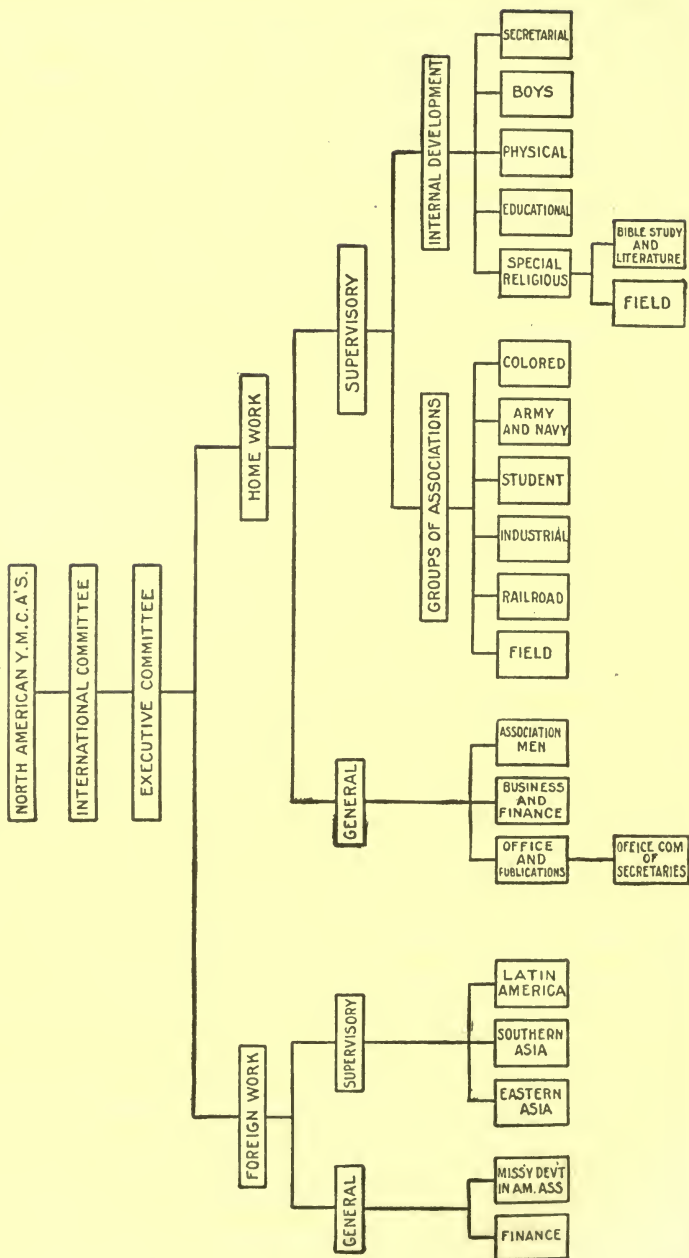 NORTH AMERICAN Y.M.C.A'S.
INTERNATIONAL COMMITTEE
EXECUTIVE COMMITTEE
FOREIGN WORK
HOME WORK
GENERAL
SUPERVISORY
GENERAL
SUPERVISORY
GROUPS OF ASSOCIATIONS
INTERNAL DEVELOPMENT
FINANCE
MISS'Y DEV'T
IN AM. ASS
EASTERN
ASIA
SOUTHERN
ASIA
LATIN
AMERICA
OFFICE
AND
PUBLICATIONS
BUSINESS
AND
FINANCE
ASSOCIATION
MEN
FIELD
RAILROAD
INDUSTRIAL
STUDENT
ARMY
AND NAVY
COLORED
SPECIAL
RELIGIOUS
EDUCATIONAL
PHYSICAL
BOYS
SECRETARIAL
OFFICE COM
OF
SECRETARIES
FIELD
BIBLE STUDY
AND
LITERATURE